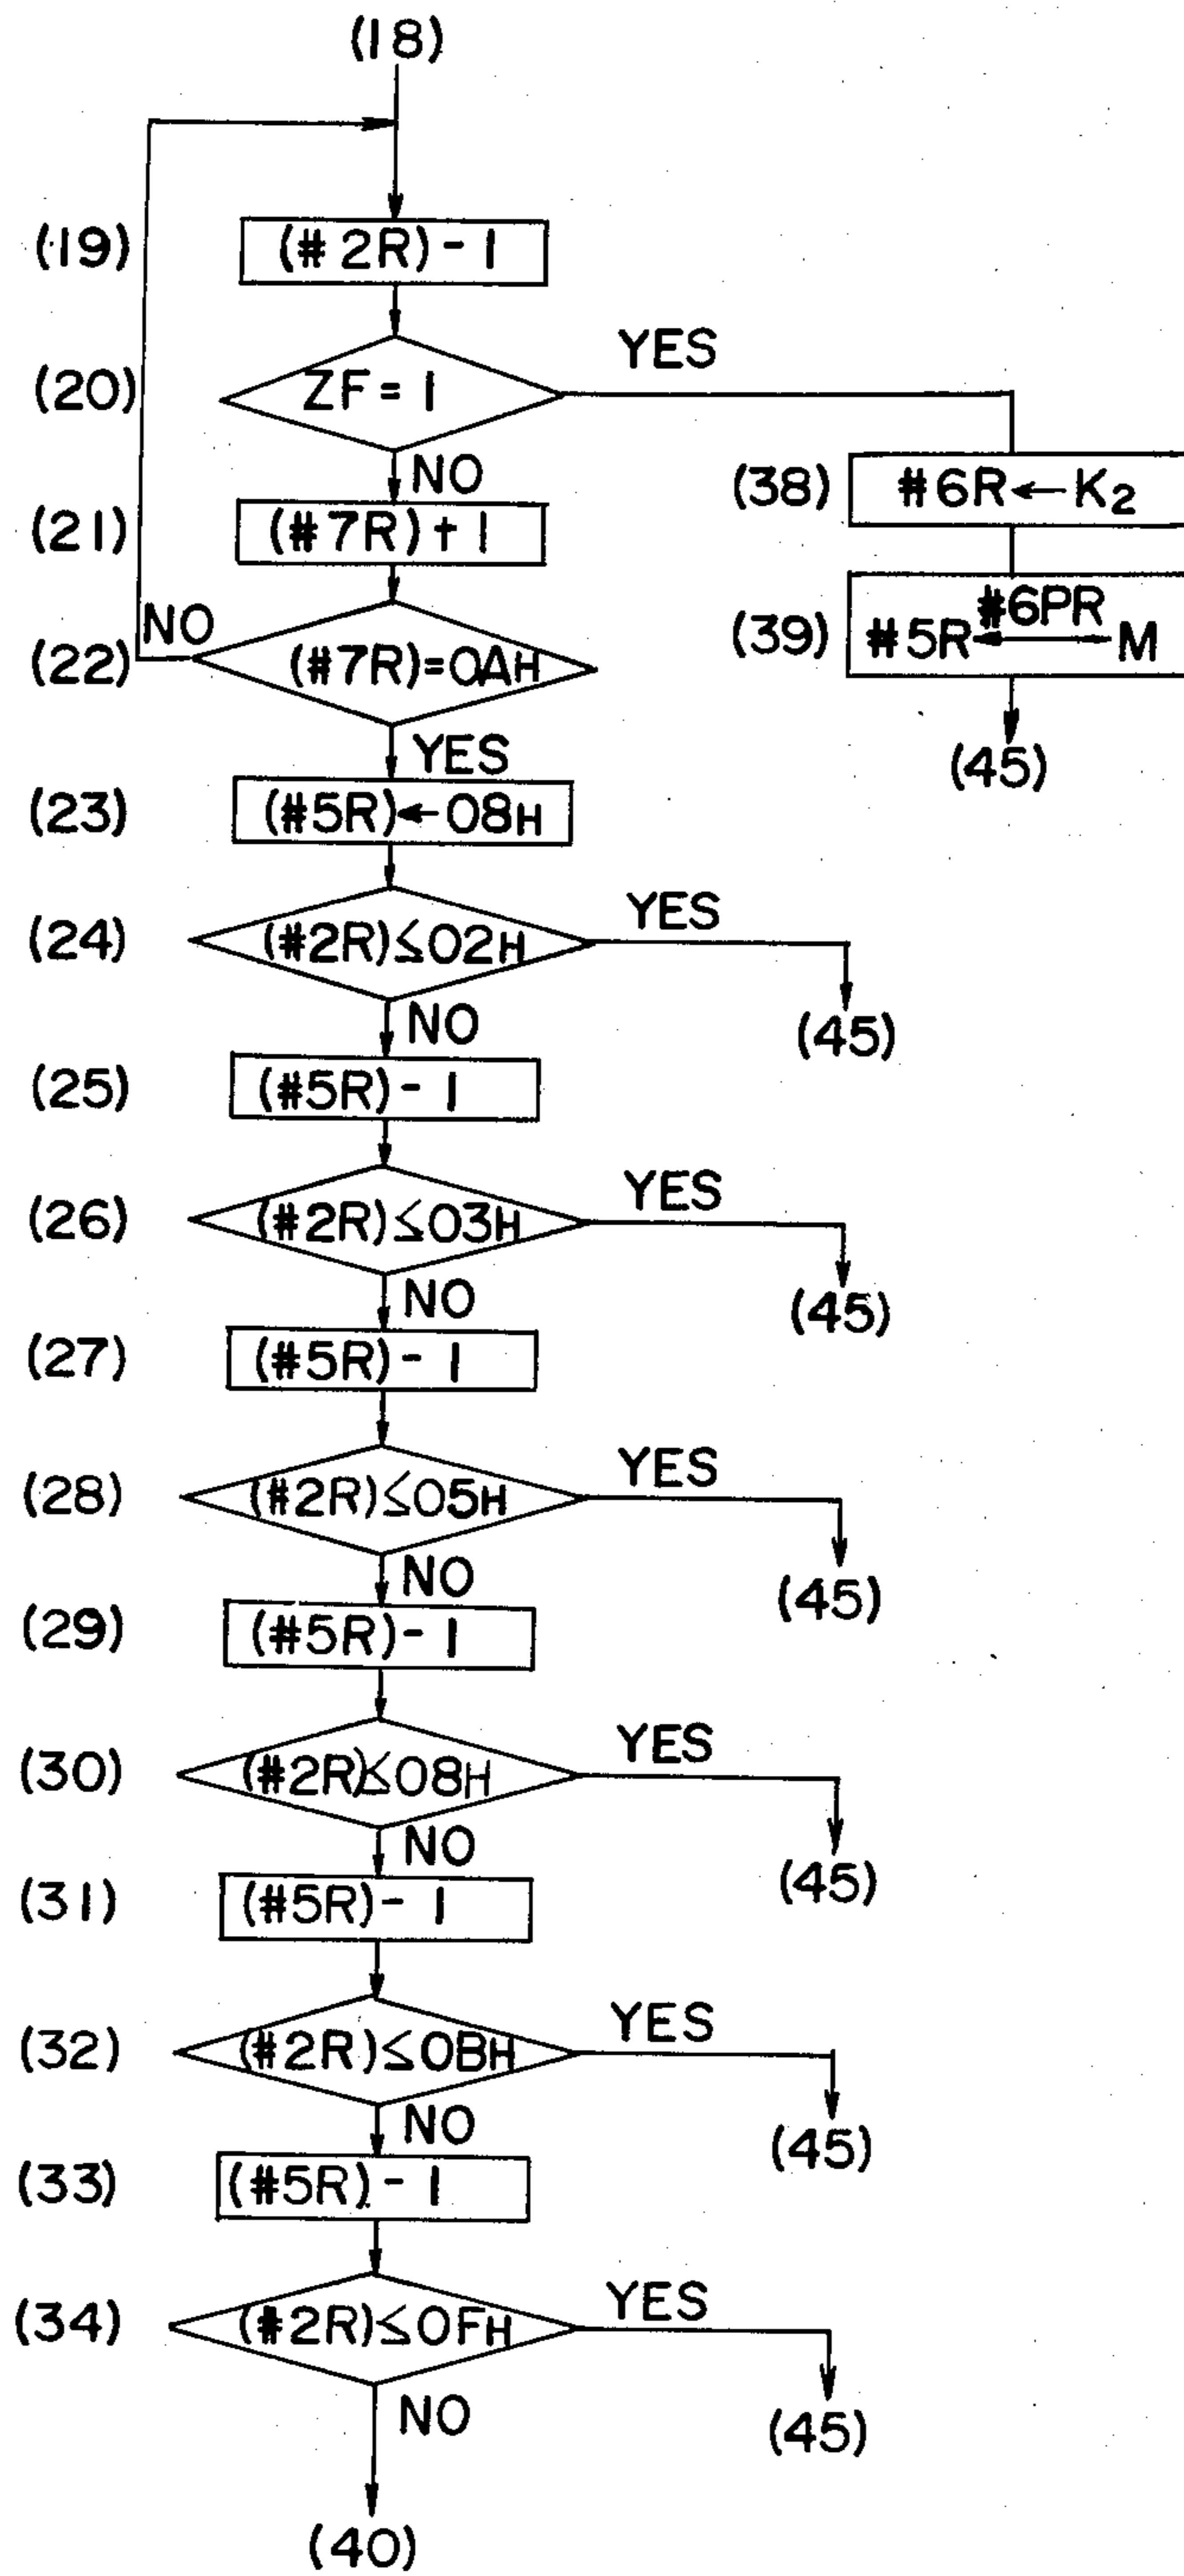 (18)
(19) (#2R)-1
(20) ZF=1 YES
NO
(38) #6R←K2
(21) (#7R)+1
#6PR
(39) #5R←→M
NO
(22) (#7R)=0AH
YES
(45)
(23) (#5R)←08H
(24) (#2R)≤02H YES
NO
(45)
(25) (#5R)-1
(26) (#2R)≤03H YES
NO
(45)
(27) (#5R)-1
(28) (#2R)≤05H YES
NO
(45)
(29) (#5R)-1
(30) (#2R)≤08H YES
NO
(45)
(31) (#5R)-1
(32) (#2R)≤0BH YES
NO
(45)
(33) (#5R)-1
(34) (#2R)≤0FH YES
NO
(45)
(40)